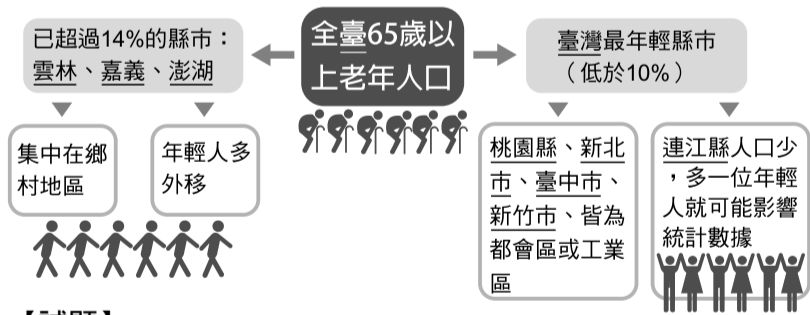 已超過14%的縣市：
雲林、嘉義、澎湖
全臺65歲以
上老年人口
臺灣最年輕縣市
（低於10%）
集中在鄉
村地區
年輕人多
外移
桃園縣、新北
市、臺中市、
新竹市、皆為
都會區或工業
區
連江縣人口少
，多一位年輕
人就可能影響
統計數據